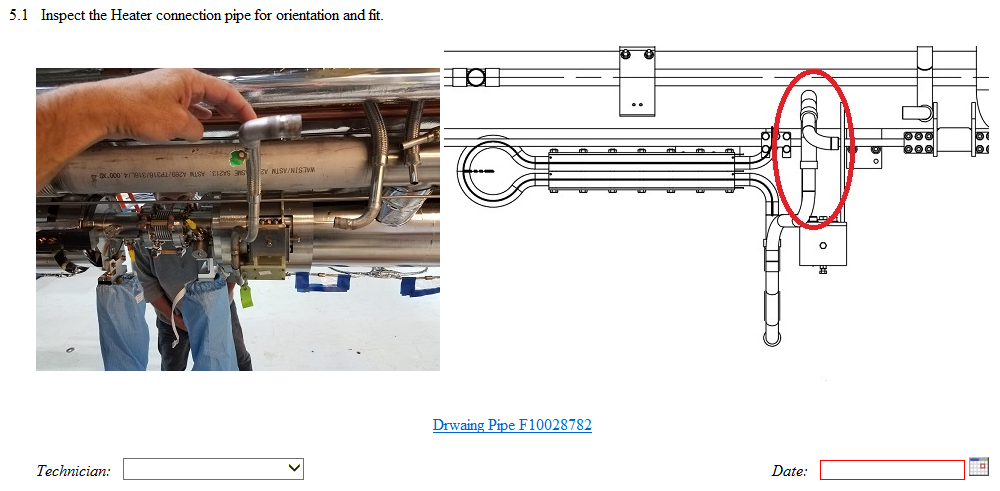 5.1 Inspect the Heater connection pipe for orientation and fit.
Drwaing Pipe F10028782
Technician:
Date: